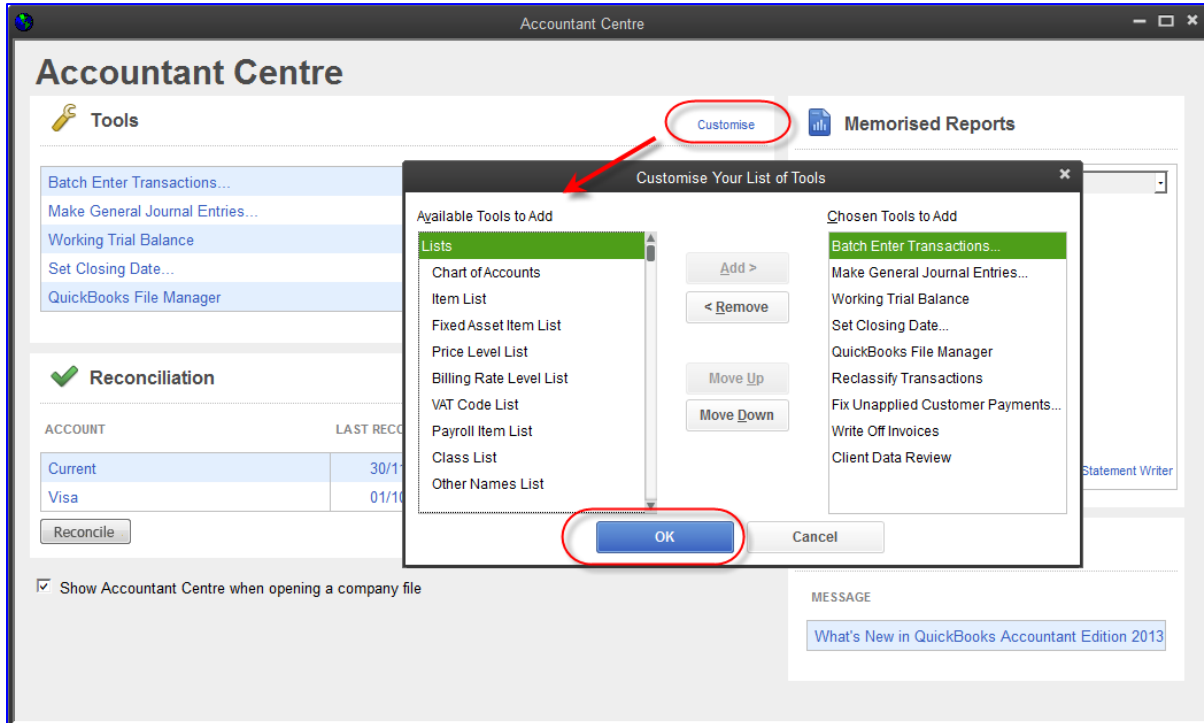 Accountant Centre
Accountant Centre
Tools
Customise
Batch Enter Transactions...
Make General Journal Entries...
Working Trial Balance
Set Closing Date...
QuickBooks File Manager
Reconciliation
ACCOUNT LAST RECO
Current 30/1
Visa 01/10
Reconcile
Show Accountant Centre when opening a company file
Memorised Reports
Statement Writer
MESSAGE
What's New in QuickBooks Accountant Edition 2013
Customise Your List of Tools
Available Tools to Add
Lists
Chart of Accounts
Item List
Fixed Asset Item List
Price Level List
Billing Rate Level List
VAT Code List
Payroll Item List
Class List
Other Names List
Add >
< Remove
Move Up
Move Down
Chosen Tools to Add
Batch Enter Transactions...
Make General Journal Entries...
Working Trial Balance
Set Closing Date...
QuickBooks File Manager
Reclassify Transactions
Fix Unapplied Customer Payments...
Write Off Invoices
Client Data Review
OK
Cancel